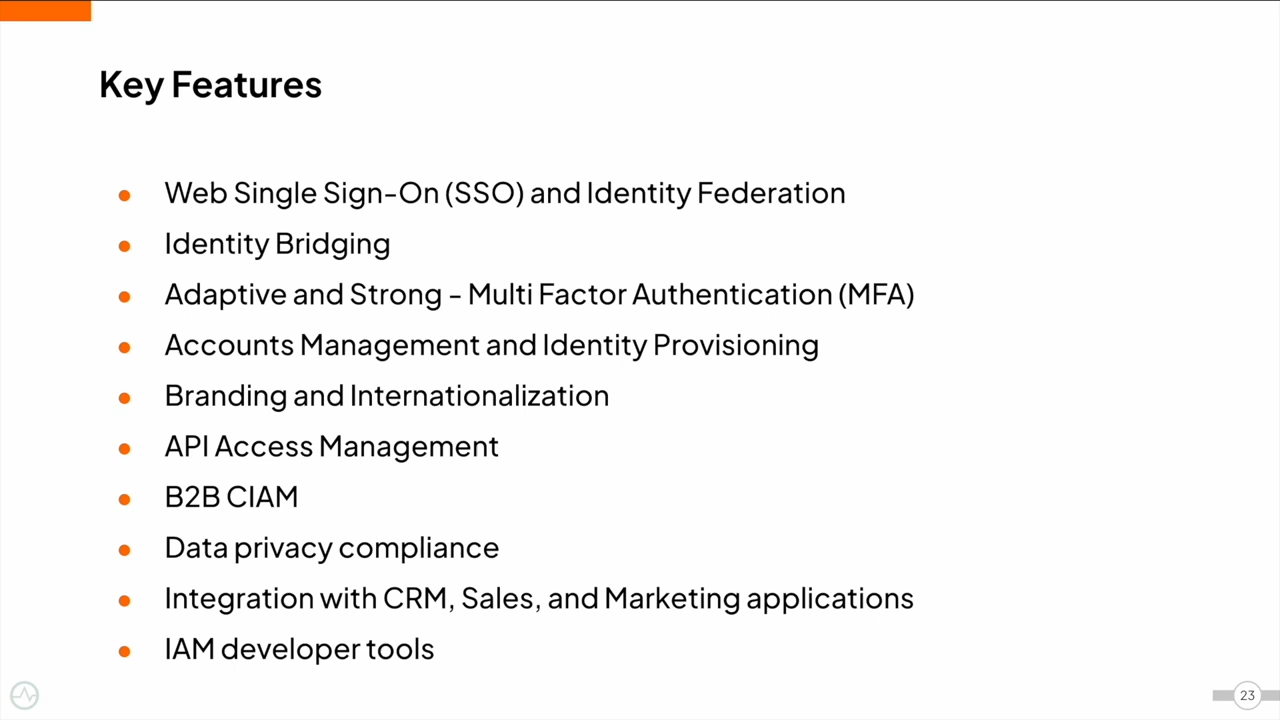 Key Features
● Web Single Sign-On (SSO) and Identity Federation
● Identity Bridging
● Adaptive and Strong - Multi Factor Authentication (MFA)
● Accounts Management and Identity Provisioning
● Branding and Internationalization
● API Access Management
● B2B CIAM
● Data privacy compliance
● Integration with CRM, Sales, and Marketing applications
● IAM developer tools
23